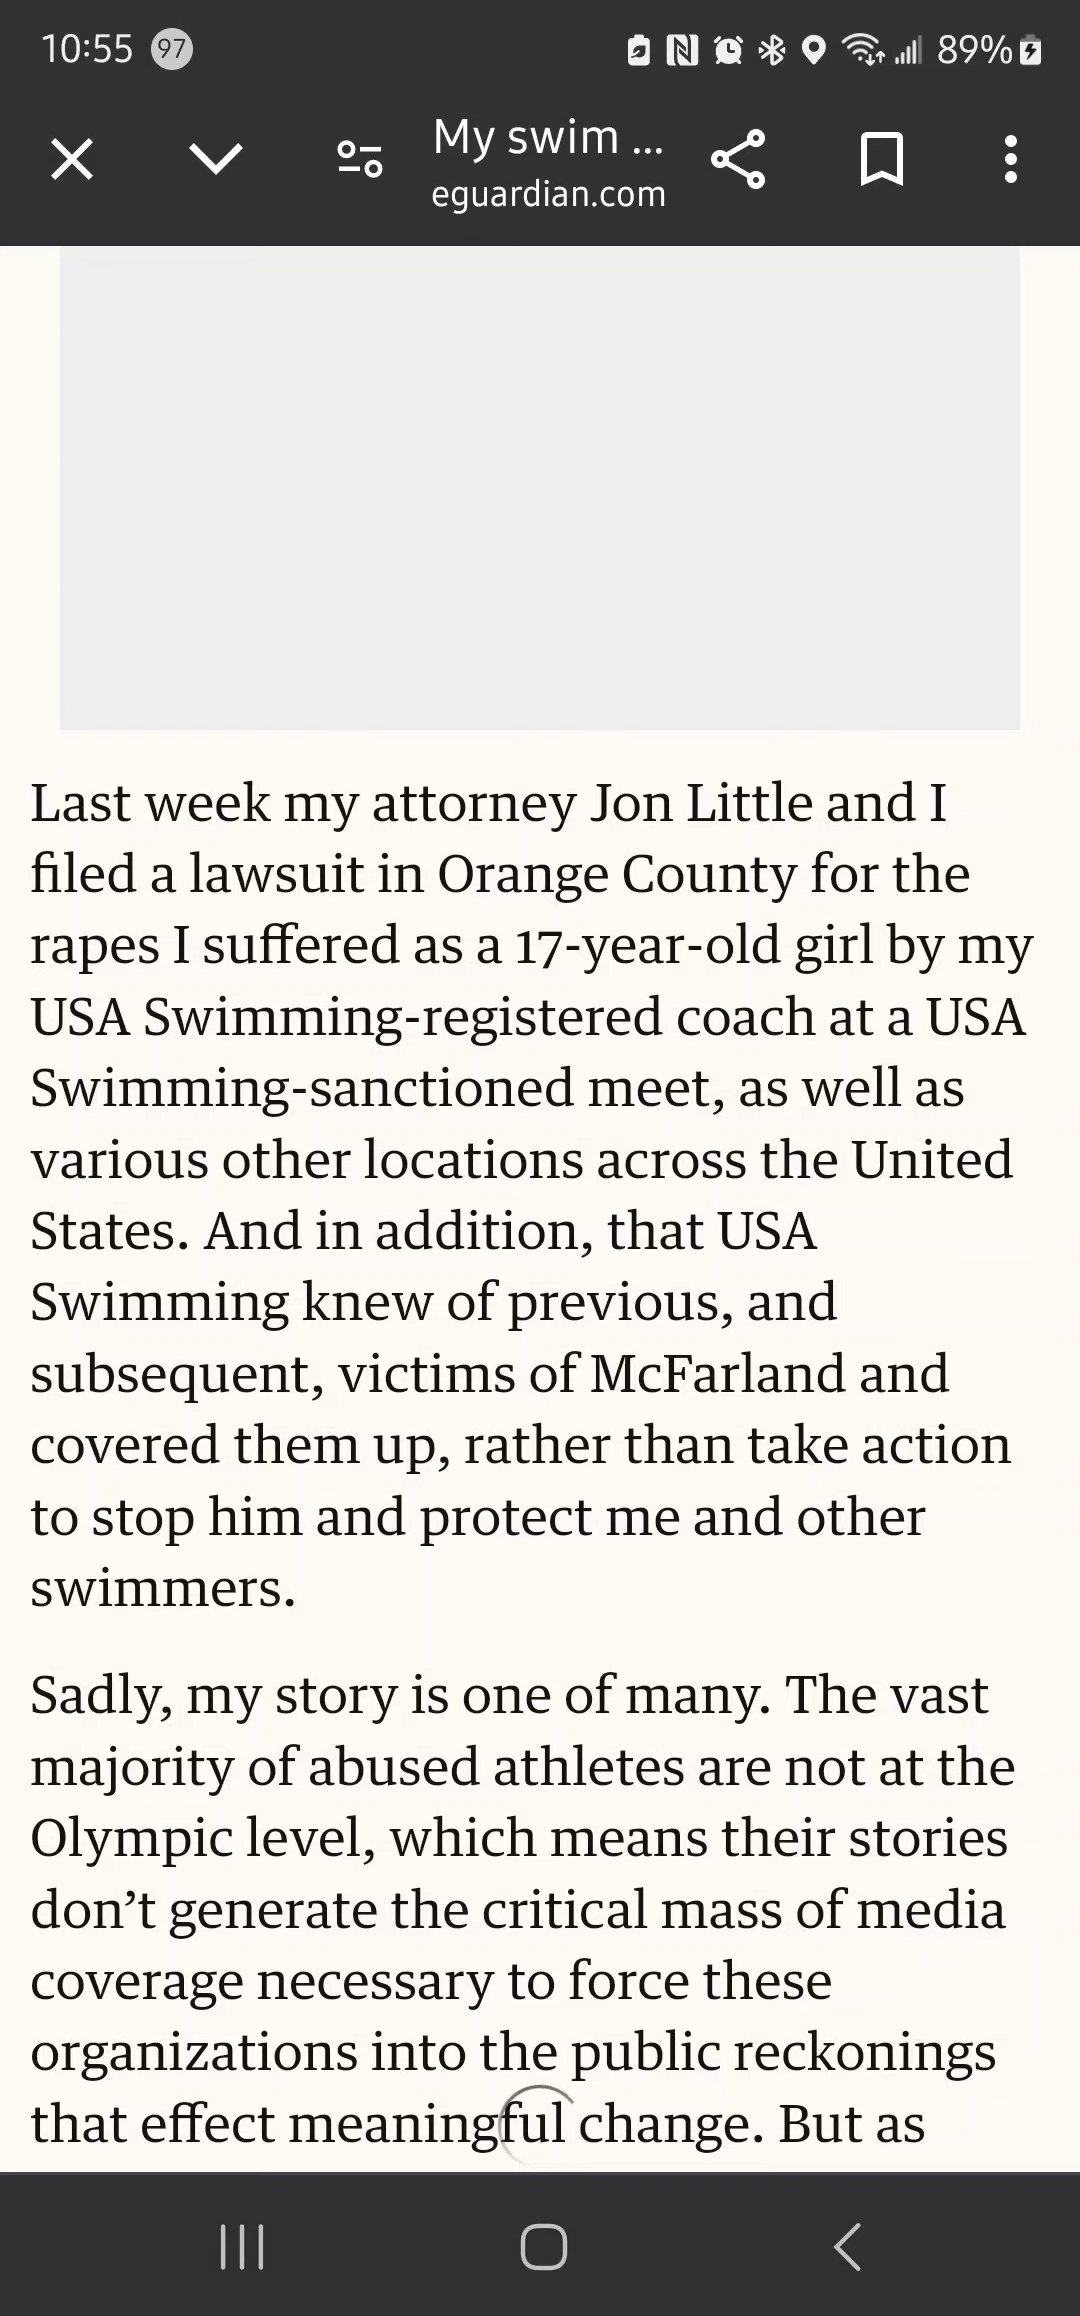 10:55 97 89%
My swim ...
eguardian.com
Last week my attorney Jon Little and I
filed a lawsuit in Orange County for the
rapes I suffered as a 17-year-old girl by my
USA Swimming-registered coach at a USA
Swimming-sanctioned meet, as well as
various other locations across the United
States. And in addition, that USA
Swimming knew of previous, and
subsequent, victims of McFarland and
covered them up, rather than take action
to stop him and protect me and other
swimmers.
Sadly, my story is one of many. The vast
majority of abused athletes are not at the
Olympic level, which means their stories
don’t generate the critical mass of media
coverage necessary to force these
organizations into the public reckonings
that effect meaningful change. But as